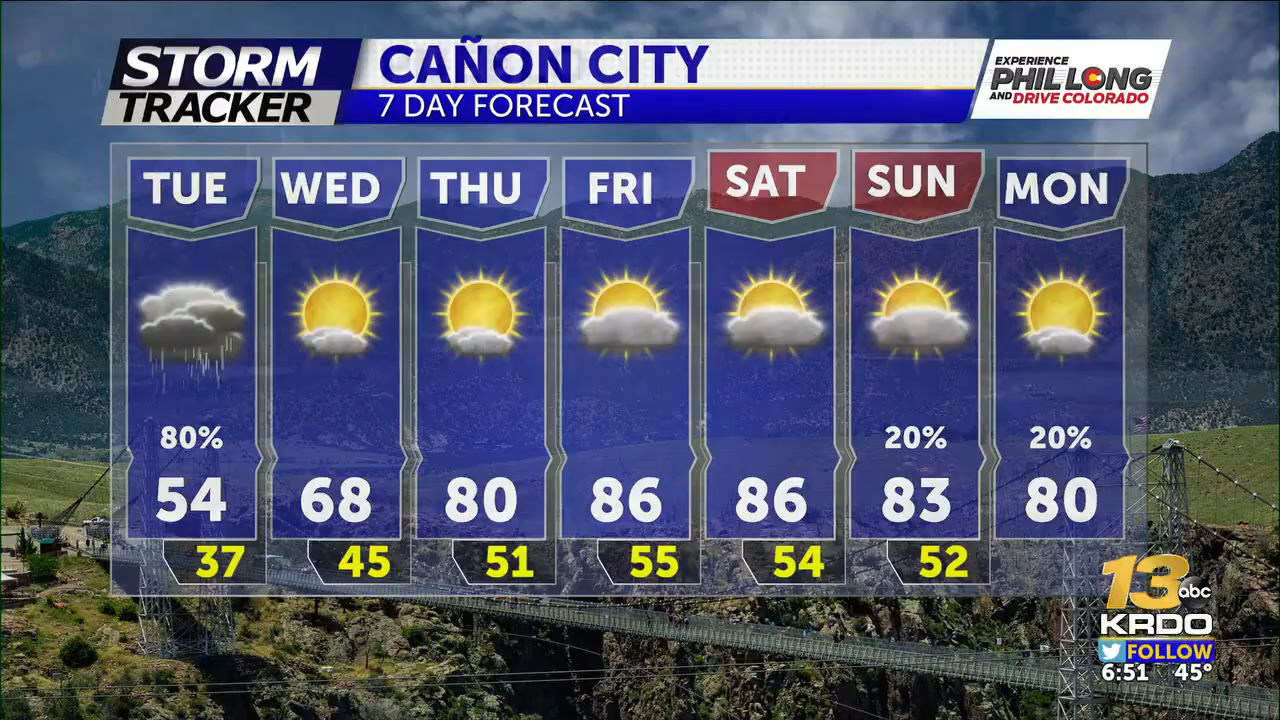 STORM
TRACKER
CAÑON CITY
7 DAY FORECAST
EXPERIENCE
PHIL LONG
AND DRIVE COLORADO
TUE WED THU FRI SAT SUN MON
80% 20% 20%
54 68 80 86 86 83 80
37 45 51 55 54 52
13 abc
KRDO
FOLLOW
6:51 45°